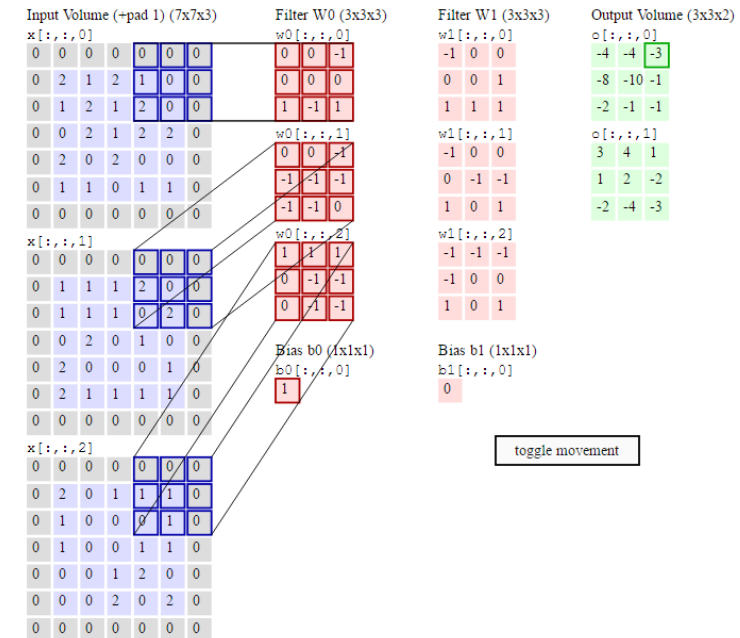 Input Volume (+pad 1) (7x7x3)
x[:,:,0]
0 0 0 0 0 0 0
0 2 1 2 1 0 0
0 1 2 1 2 0 0
0 0 2 1 2 2 0
0 2 0 2 0 0 0
0 1 1 0 1 1 0
0 0 0 0 0 0 0
x[:,:,1]
0 0 0 0 0 0 0
0 1 1 1 2 0 0
0 1 1 1 0 2 0
0 0 2 0 1 0 0
0 2 0 0 0 1 0
0 2 1 1 1 1 0
0 0 0 0 0 0 0
x[:,:,2]
0 0 0 0 0 0 0
0 2 0 1 1 1 0
0 1 0 0 0 1 0
0 1 0 0 1 1 0
0 0 0 1 2 0 0
0 0 0 2 0 2 0
0 0 0 0 0 0 0
Filter W0 (3x3x3)
w0[:,:,0]
0 0 -1
0 0 0
1 -1 1
w0[:,:,1]
0 0 -1
-1 -1 -1
-1 -1 0
w0[:,:,2]
1 1 1
0 -1 -1
0 -1 -1
Bias b0 (1x1x1)
b0[:,:,0]
1
Filter W1 (3x3x3)
w1[:,:,0]
-1 0 0
0 0 1
1 1 1
w1[:,:,1]
-1 0 0
0 -1 -1
1 0 1
w1[:,:,2]
-1 -1 -1
-1 0 0
1 0 1
Bias b1 (1x1x1)
b1[:,:,0]
0
Output Volume (3x3x2)
o[:,:,0]
-4 -4 -3
-8 -10 -1
-2 -1 -1
o[:,:,1]
3 4 1
1 2 -2
-2 -4 -3
toggle movement